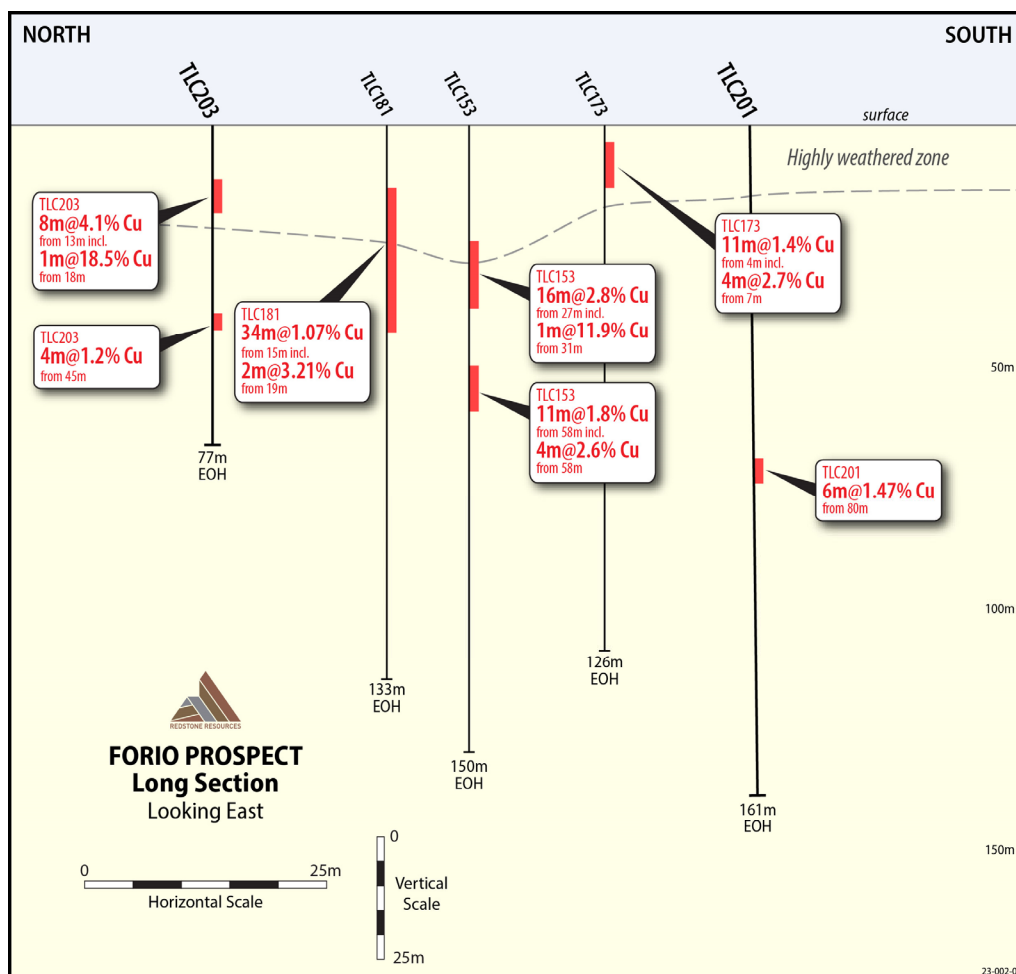 NORTH
SOUTH
TLC203
TLC181
TLC153
TLC173
TLC201
surface
Highly weathered zone
TLC203
8m@4.1% Cu
from 13m incl.
1m@18.5% Cu
from 18m
TLC203
4m@1.2% Cu
from 45m
TLC181
34m@1.07% Cu
from 15m incl.
2m@3.21% Cu
from 19m
TLC153
16m@2.8% Cu
from 27m incl.
1m@11.9% Cu
from 31m
TLC153
11m@1.8% Cu
from 58m incl.
4m@2.6% Cu
from 58m
TLC173
11m@1.4% Cu
from 4m incl.
4m@2.7% Cu
from 7m
TLC201
6m@1.47% Cu
from 80m
50m
100m
150m
77m
EOH
133m
EOH
150m
EOH
126m
EOH
161m
EOH
REDSTONE RESOURCES
FORIO PROSPECT
Long Section
Looking East
0 25m
Horizontal Scale
0
Vertical
Scale
25m
23-002-0